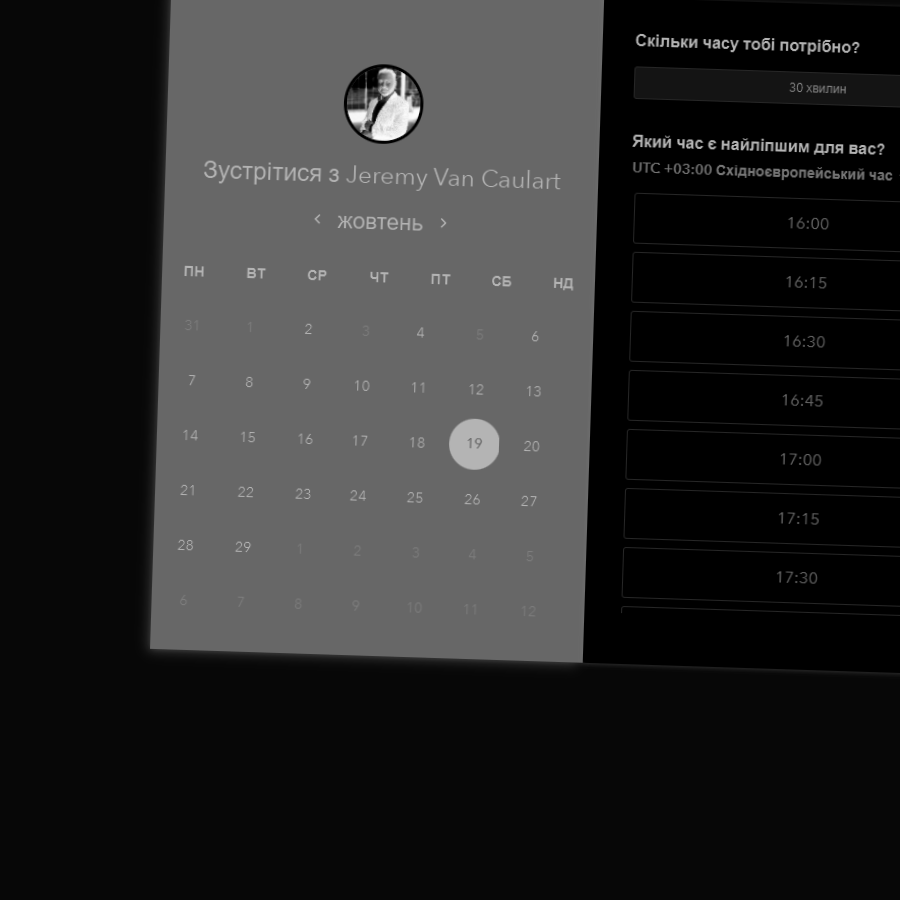 Зустрітися з Jeremy Van Caulart
жовтень
ПН ВТ СР ЧТ ПТ СБ НД
31 1 2 3 4 5 6
7 8 9 10 11 12 13
14 15 16 17 18 19 20
21 22 23 24 25 26 27
28 29 1 2 3 4 5
6 7 8 9 10 11 12
Скільки часу тобі потрібно?
30 хвилин
Який час є найліпшим для вас?
UTC +03:00 Східноєвропейський час
16:00
16:15
16:30
16:45
17:00
17:15
17:30